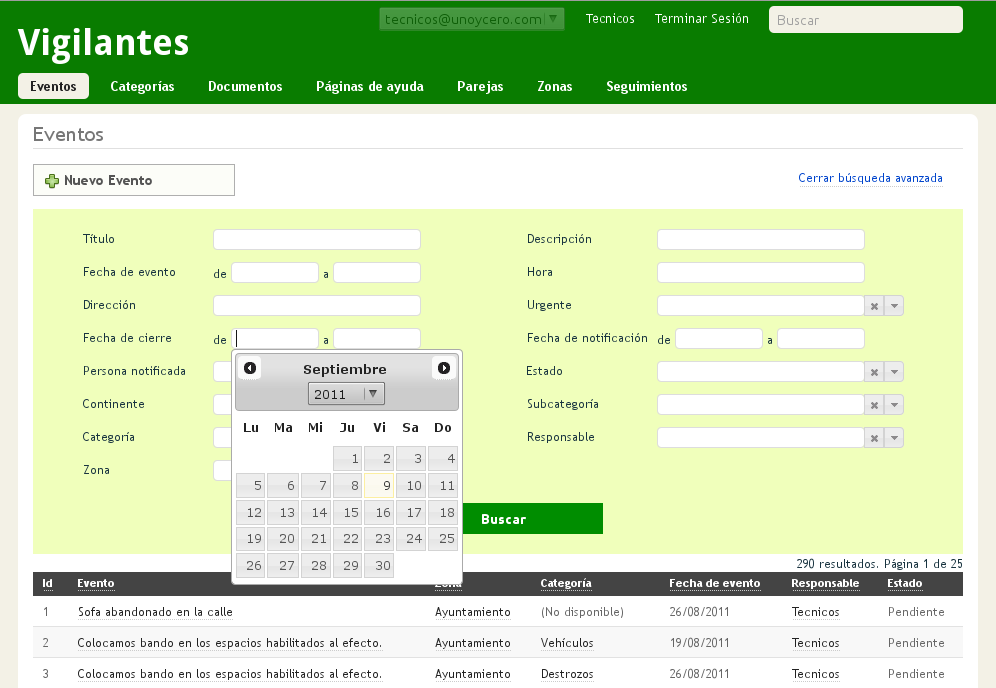 tecnicos@unoycero.com Tecnicos Terminar Sesión Buscar
Vigilantes
Eventos Categorías Documentos Páginas de ayuda Parejas Zonas Seguimientos
Eventos
Nuevo Evento Cerrar búsqueda avanzada
Título Descripción
Fecha de evento de a Hora
Dirección Urgente
Fecha de cierre de a Fecha de notificación de a
Persona notificada Estado
Continente Subcategoría
Categoría Responsable
Zona
Septiembre
2011
Lu Ma Mi Ju Vi Sa Do
1 2 3 4
5 6 7 8 9 10 11
12 13 14 15 16 17 18
19 20 21 22 23 24 25
26 27 28 29 30
Buscar
290 resultados. Página 1 de 25
Id Evento Zona Categoría Fecha de evento Responsable Estado
1 Sofa abandonado en la calle Ayuntamiento (No disponible) 26/08/2011 Tecnicos Pendiente
2 Colocamos bando en los espacios habilitados al efecto. Ayuntamiento Vehículos 19/08/2011 Tecnicos Pendiente
3 Colocamos bando en los espacios habilitados al efecto. Ayuntamiento Destrozos 26/08/2011 Tecnicos Pendiente